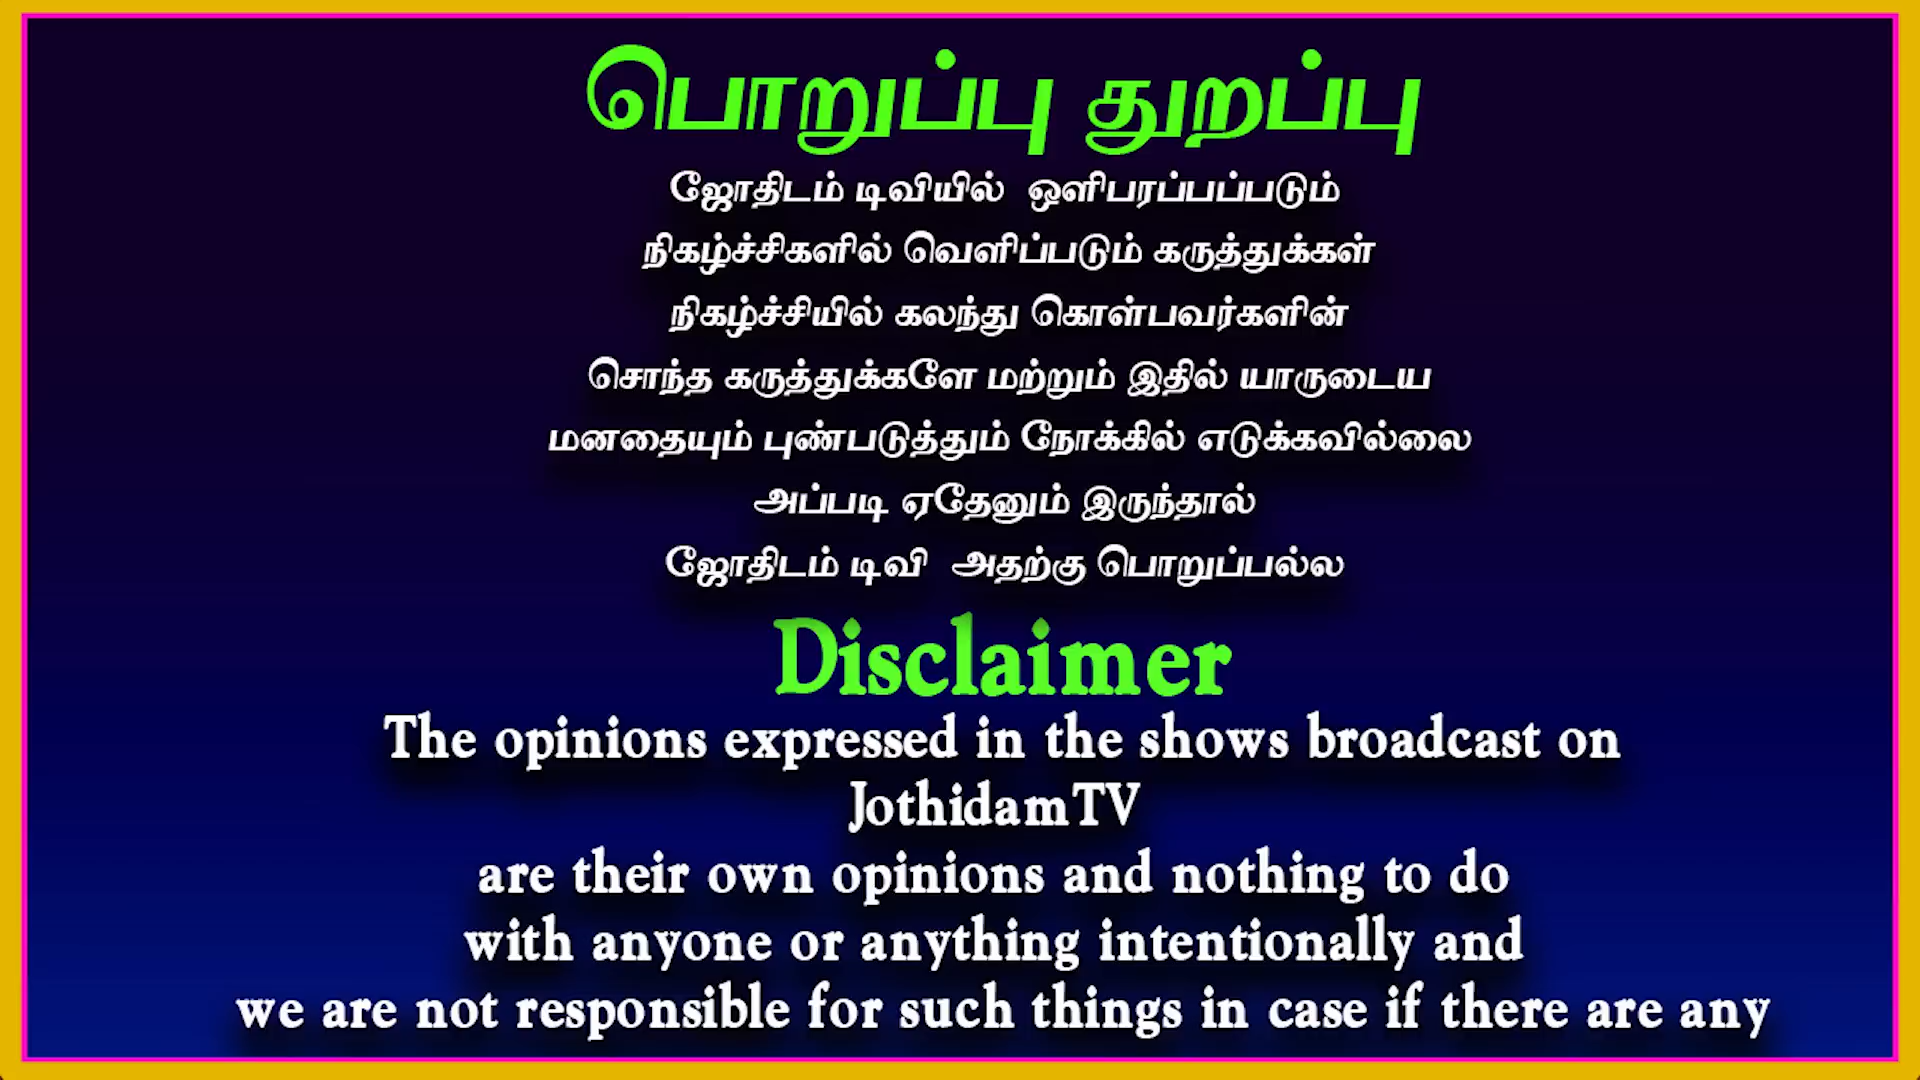 பொறுப்பு துறப்பு
ஜோதிடம் டிவியில் ஒளிபரப்பப்படும்
நிகழ்ச்சிகளில் வெளிப்படும் கருத்துக்கள்
நிகழ்ச்சியில் கலந்து கொள்பவர்களின்
சொந்த கருத்துக்களே மற்றும் இதில் யாருடைய
மனதையும் புண்படுத்தும் நோக்கில் எடுக்கவில்லை
அப்படி ஏதேனும் இருந்தால்
ஜோதிடம் டிவி அதற்கு பொறுப்பல்ல
Disclaimer
The opinions expressed in the shows broadcast on
JothidamTV
are their own opinions and nothing to do
with anyone or anything intentionally and
we are not responsible for such things in case if there are any